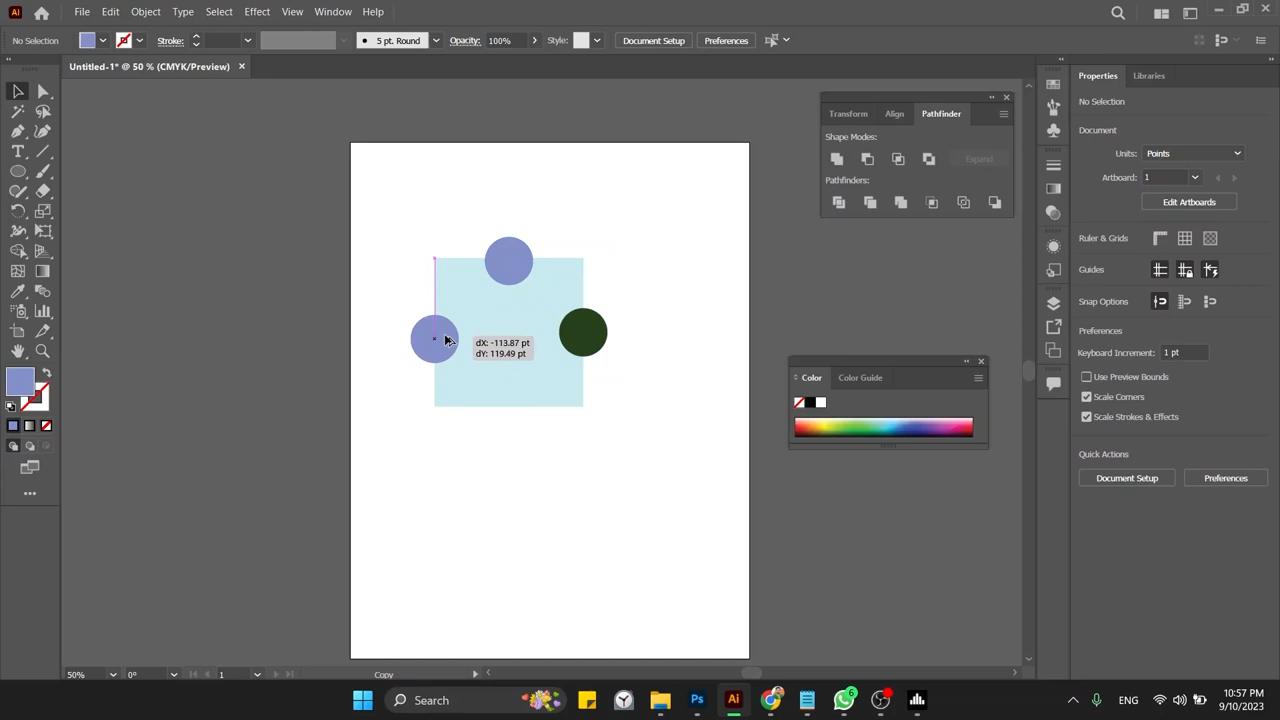 Ai File Edit Object Type Select Effect View Window Help
No Selection Stroke: 5 pt. Round Opacity: 100% Style: Document Setup Preferences
Untitled-1* @ 50 % (CMYK/Preview)
Properties Libraries
No Selection
Transform Align Pathfinder
Document
Shape Modes:
Units: Points
Expand
Artboard: 1
Pathfinders:
Edit Artboards
Ruler & Grids
Guides
Snap Options
Preferences
dX: -113.87 pt
dY: 119.49 pt
Keyboard Increment: 1 pt
Color Color Guide
Use Preview Bounds
Scale Corners
Scale Strokes & Effects
Quick Actions
Document Setup Preferences
50% 0° 1 Copy
Search Ps Ai 6 ENG 10:57 PM
9/10/2023